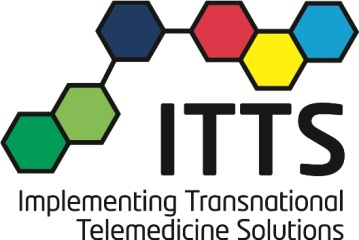 ITTS
Implementing Transnational
Telemedicine Solutions